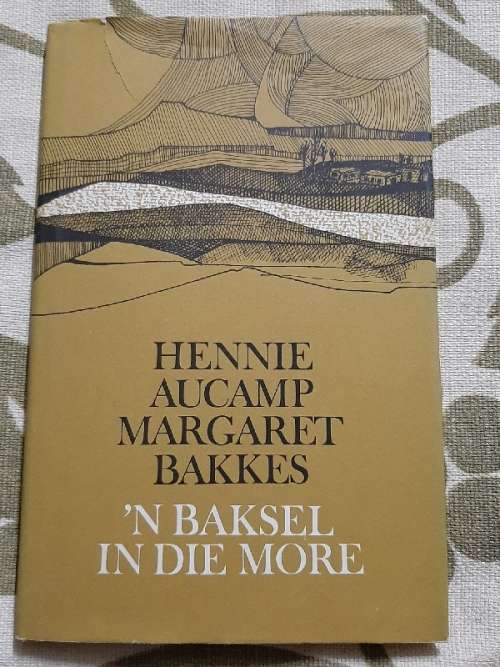 HENNIE
AUCAMP
MARGARET
BAKKES
'N BAKSEL
IN DIE MORE